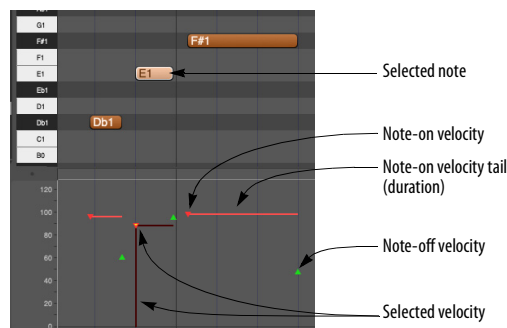 G1
F#1
F#1
F1
E1
E1
Selected note
Eb1
D1
Db1
Db1
C1
B0
Note-on velocity
Note-on velocity tail
(duration)
120
100
80
60
40
20
0
Note-off velocity
Selected velocity